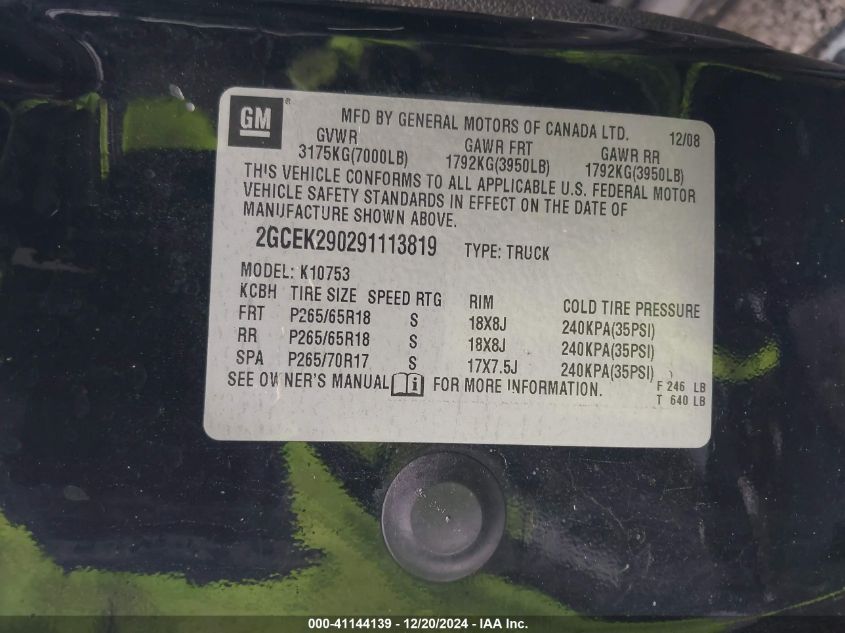 GM ®
MFD BY GENERAL MOTORS OF CANADA LTD. 12/08
GVWR GAWR FRT GAWR RR
3175KG(7000LB) 1792KG(3950LB) 1792KG(3950LB)
THIS VEHICLE CONFORMS TO ALL APPLICABLE U.S. FEDERAL MOTOR
VEHICLE SAFETY STANDARDS IN EFFECT ON THE DATE OF
MANUFACTURE SHOWN ABOVE.
2GCEK290291113819 TYPE: TRUCK
MODEL: K10753
KCBH TIRE SIZE SPEED RTG RIM COLD TIRE PRESSURE
FRT P265/65R18 S 18X8J 240KPA(35PSI)
RR P265/65R18 S 18X8J 240KPA(35PSI)
SPA P265/70R17 S 17X7.5J 240KPA(35PSI)
SEE OWNER'S MANUAL i FOR MORE INFORMATION.
F 246 LB
T 640 LB
000-41144139 - 12/20/2024 - IAA Inc.